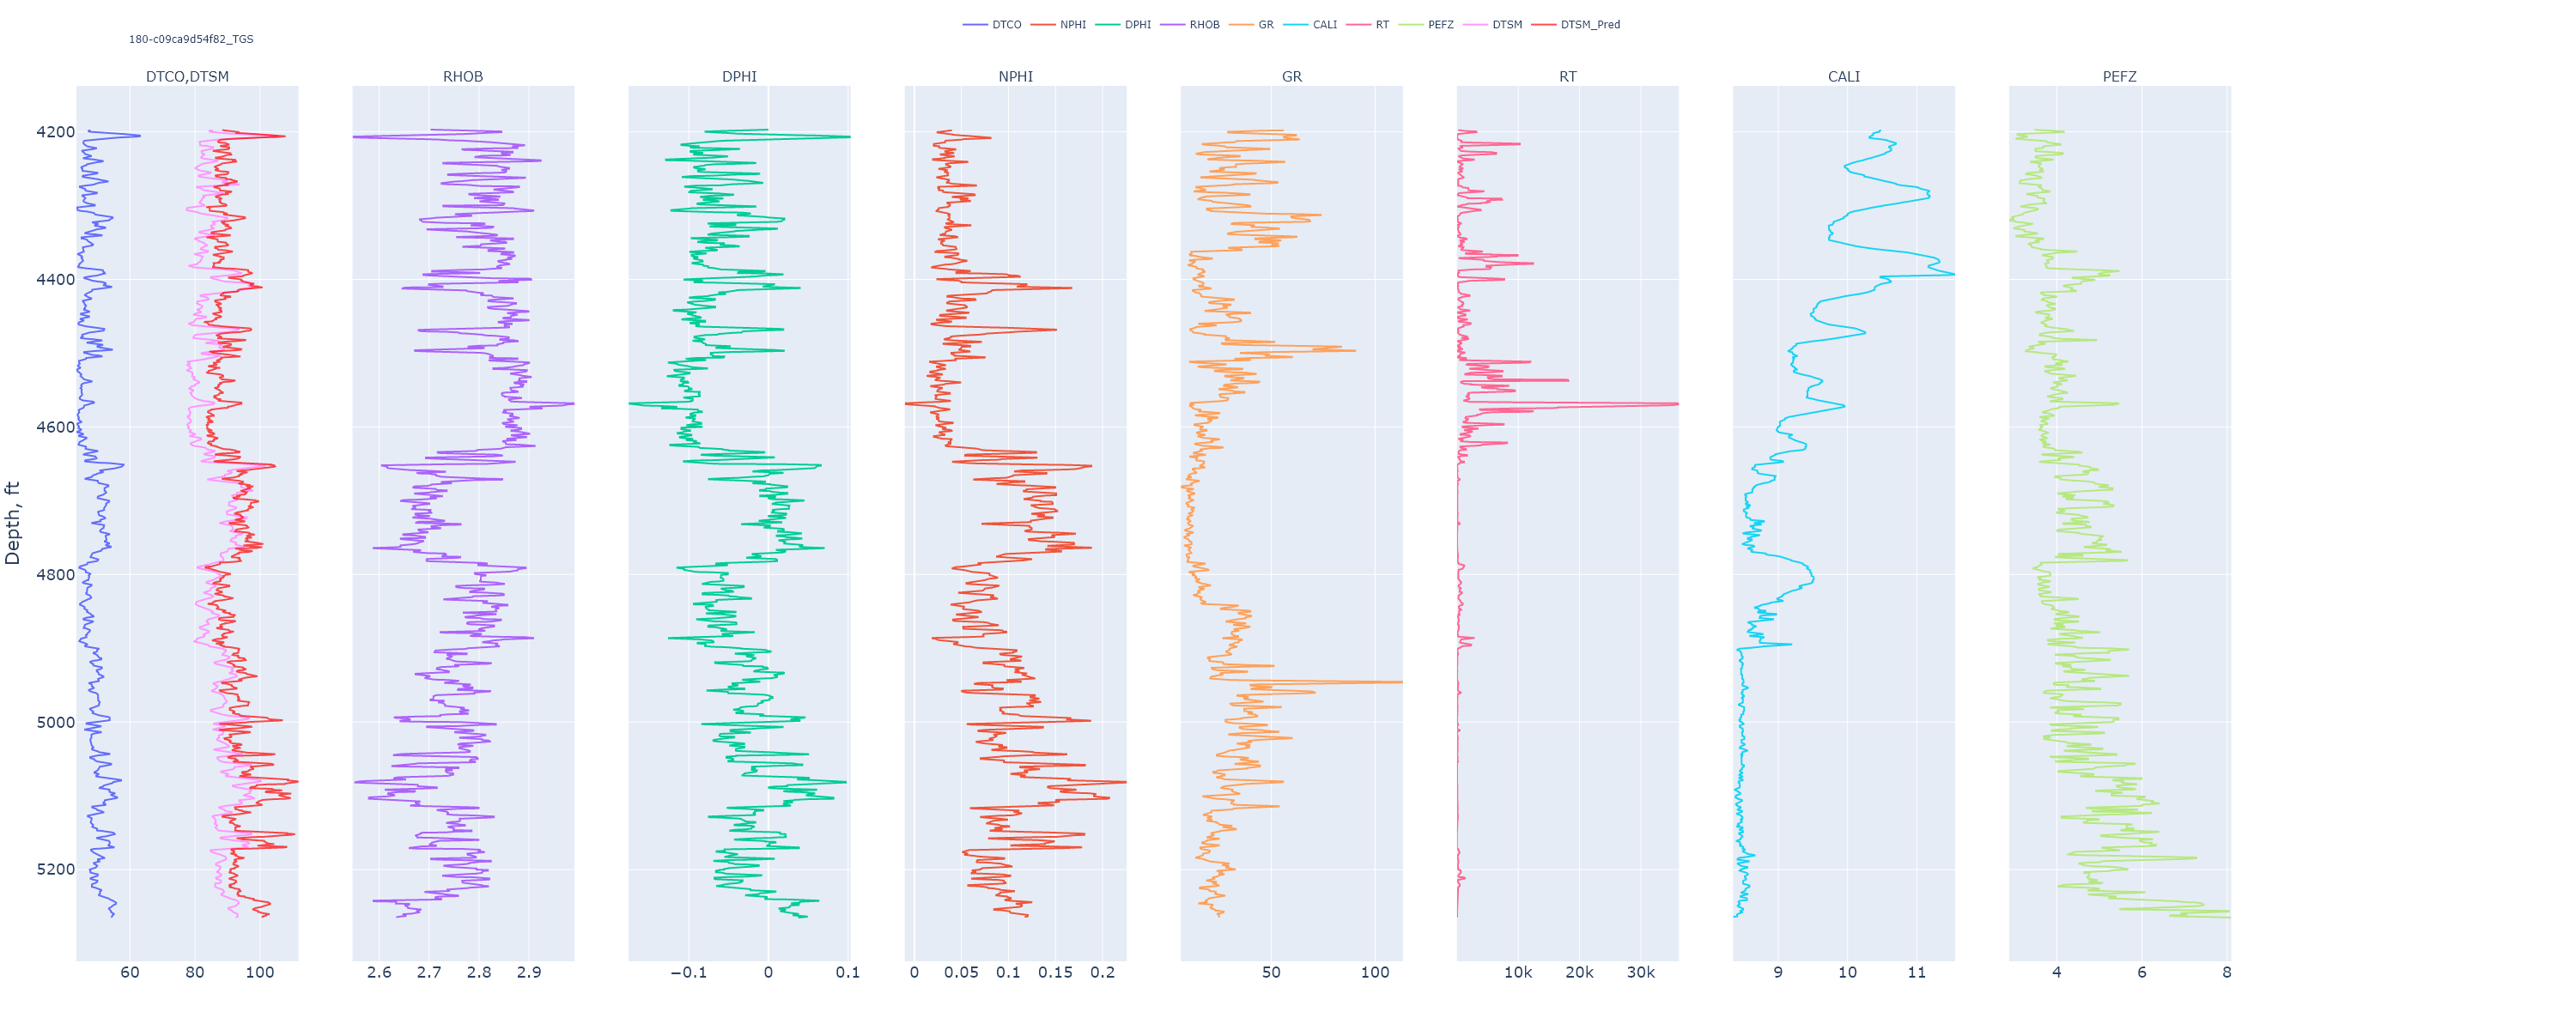 DTCO NPHI DPHI RHOB GR CALI RT PEFZ DTSM DTSM_Pred
180-c09ca9d54f82_TGS
DTCO,DTSM RHOB DPHI NPHI GR RT CALI PEFZ
Depth, ft
4200
4400
4600
4800
5000
5200
60 80 100 2.6 2.7 2.8 2.9 −0.1 0 0.1 0 0.05 0.1 0.15 0.2 50 100 10k 20k 30k 9 10 11 4 6 8